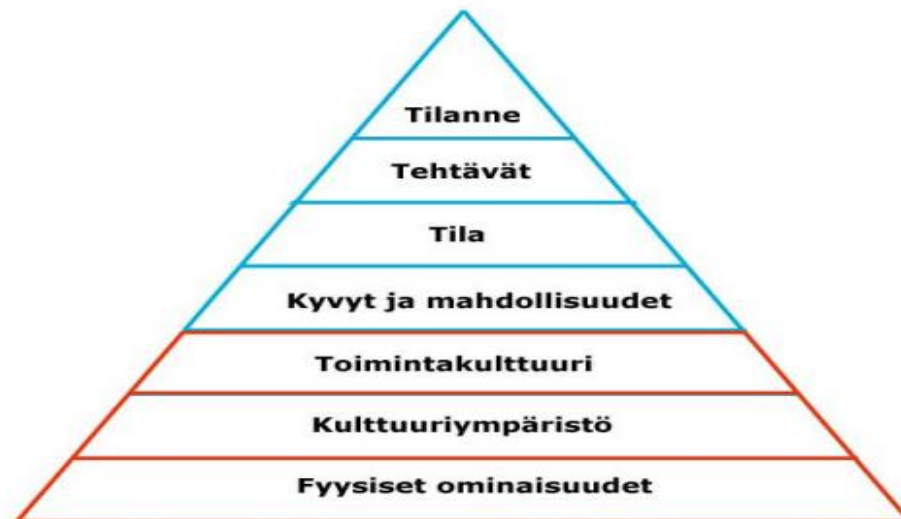 Tilanne
Tehtävät
Tila
Kyvyt ja mahdollisuudet
Toimintakulttuuri
Kulttuuriympäristö
Fyysiset ominaisuudet